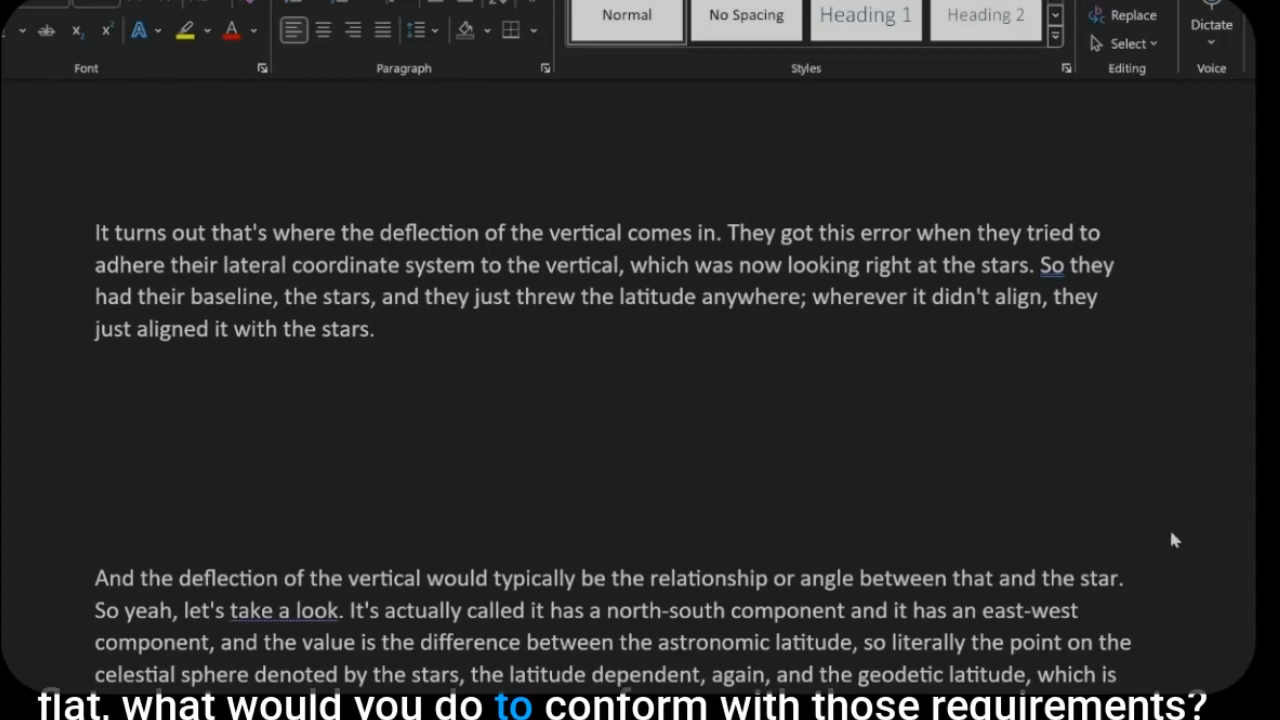 Normal
No Spacing
Heading 1
Heading 2
Replace
Select
Dictate
Font
Paragraph
Styles
Editing
Voice
It turns out that's where the deflection of the vertical comes in. They got this error when they tried to
adhere their lateral coordinate system to the vertical, which was now looking right at the stars. So they
had their baseline, the stars, and they just threw the latitude anywhere; wherever it didn't align, they
just aligned it with the stars.
And the deflection of the vertical would typically be the relationship or angle between that and the star.
So yeah, let's take a look. It's actually called it has a north-south component and it has an east-west
component, and the value is the difference between the astronomic latitude, so literally the point on the
celestial sphere denoted by the stars, the latitude dependent, again, and the geodetic latitude, which is
flat, what would you do to conform with those requirements?